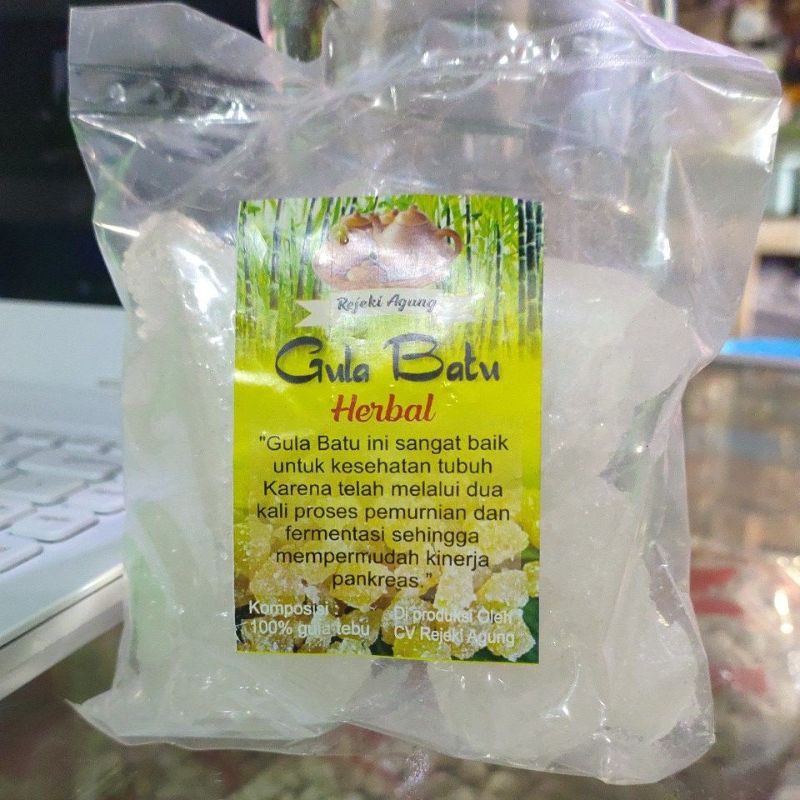 Rejeki Agung
Gula Batu
Herbal
"Gula Batu ini sangat baik
untuk kesehatan tubuh
Karena telah melalui dua
kali proses pemurnian dan
fermentasi sehingga
mempermudah kinerja
pankreas."
Komposisi :
100% gula tebu
Di produksi Oleh
CV Rejeki Agung